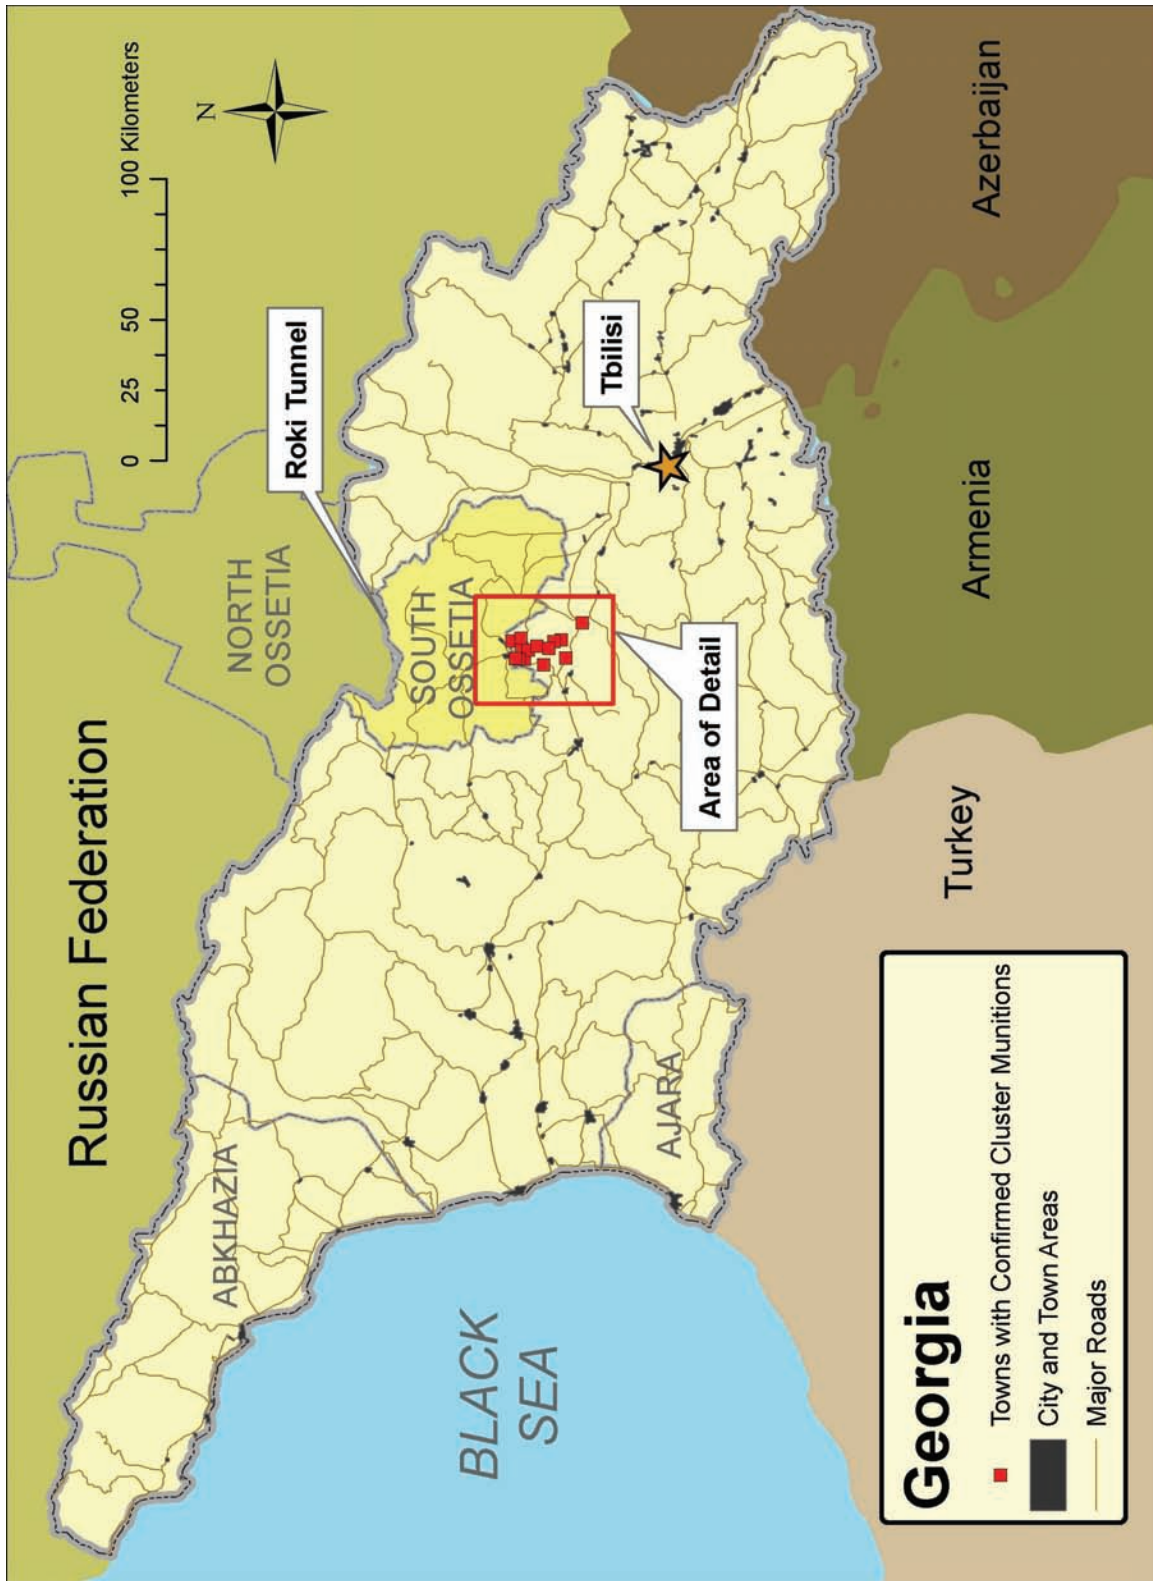 Russian Federation
N
0 25 50 100 Kilometers
NORTH
OSSETIA
Roki Tunnel
ABKHAZIA
SOUTH
OSSETIA
BLACK
SEA
Tbilisi
AJARA
Area of Detail
Turkey
Armenia
Azerbaijan
Georgia
Towns with Confirmed Cluster Munitions
City and Town Areas
Major Roads